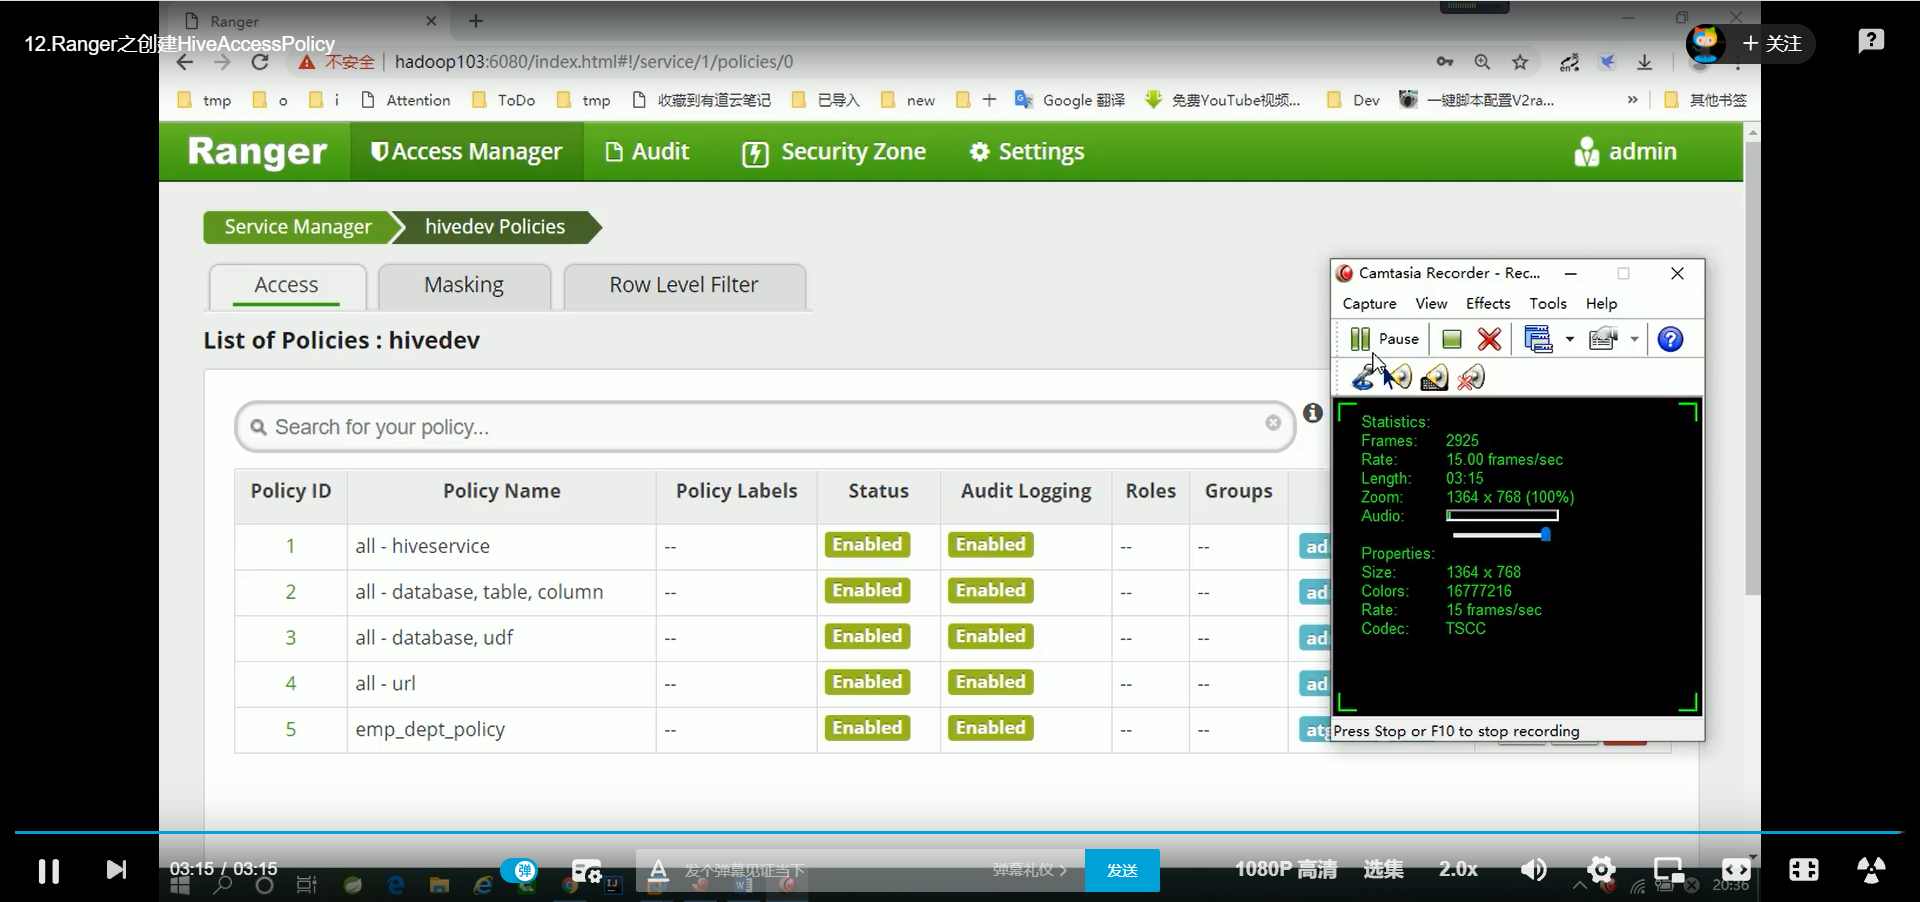 Ranger
12.Ranger之创建HiveAccessPolicy
+ 关注
不安全 hadoop103:6080/index.html#!/service/1/policies/0
tmp o i Attention ToDo tmp 收藏到有道云笔记 已导入 new 十 Google 翻译 免费YouTube视频... Dev 一键脚本配置V2ra... » 其他书签
Ranger Access Manager Audit Security Zone Settings admin
Service Manager hivedev Policies
Access Masking Row Level Filter
List of Policies : hivedev
Search for your policy...
Policy ID Policy Name Policy Labels Status Audit Logging Roles Groups
1 all - hiveservice -- Enabled Enabled -- -- ad
2 all - database, table, column -- Enabled Enabled -- -- ad
3 all - database, udf -- Enabled Enabled -- -- ad
4 all - url -- Enabled Enabled -- -- ad
5 emp_dept_policy -- Enabled Enabled -- --
Camtasia Recorder - Rec...
Capture View Effects Tools Help
Pause
Statistics:
Frames: 2925
Rate: 15.00 frames/sec
Length: 03:15
Zoom: 1364 x 768 (100%)
Audio:
Properties:
Size: 1364 x 768
Colors: 16777216
Rate: 15 frames/sec
Codec: TSCC
Press Stop or F10 to stop recording
03:15 / 03:15 弹 发个弹幕见证当下 弹幕礼仪 > 发送 1080P 高清 选集 2.0x
20:36